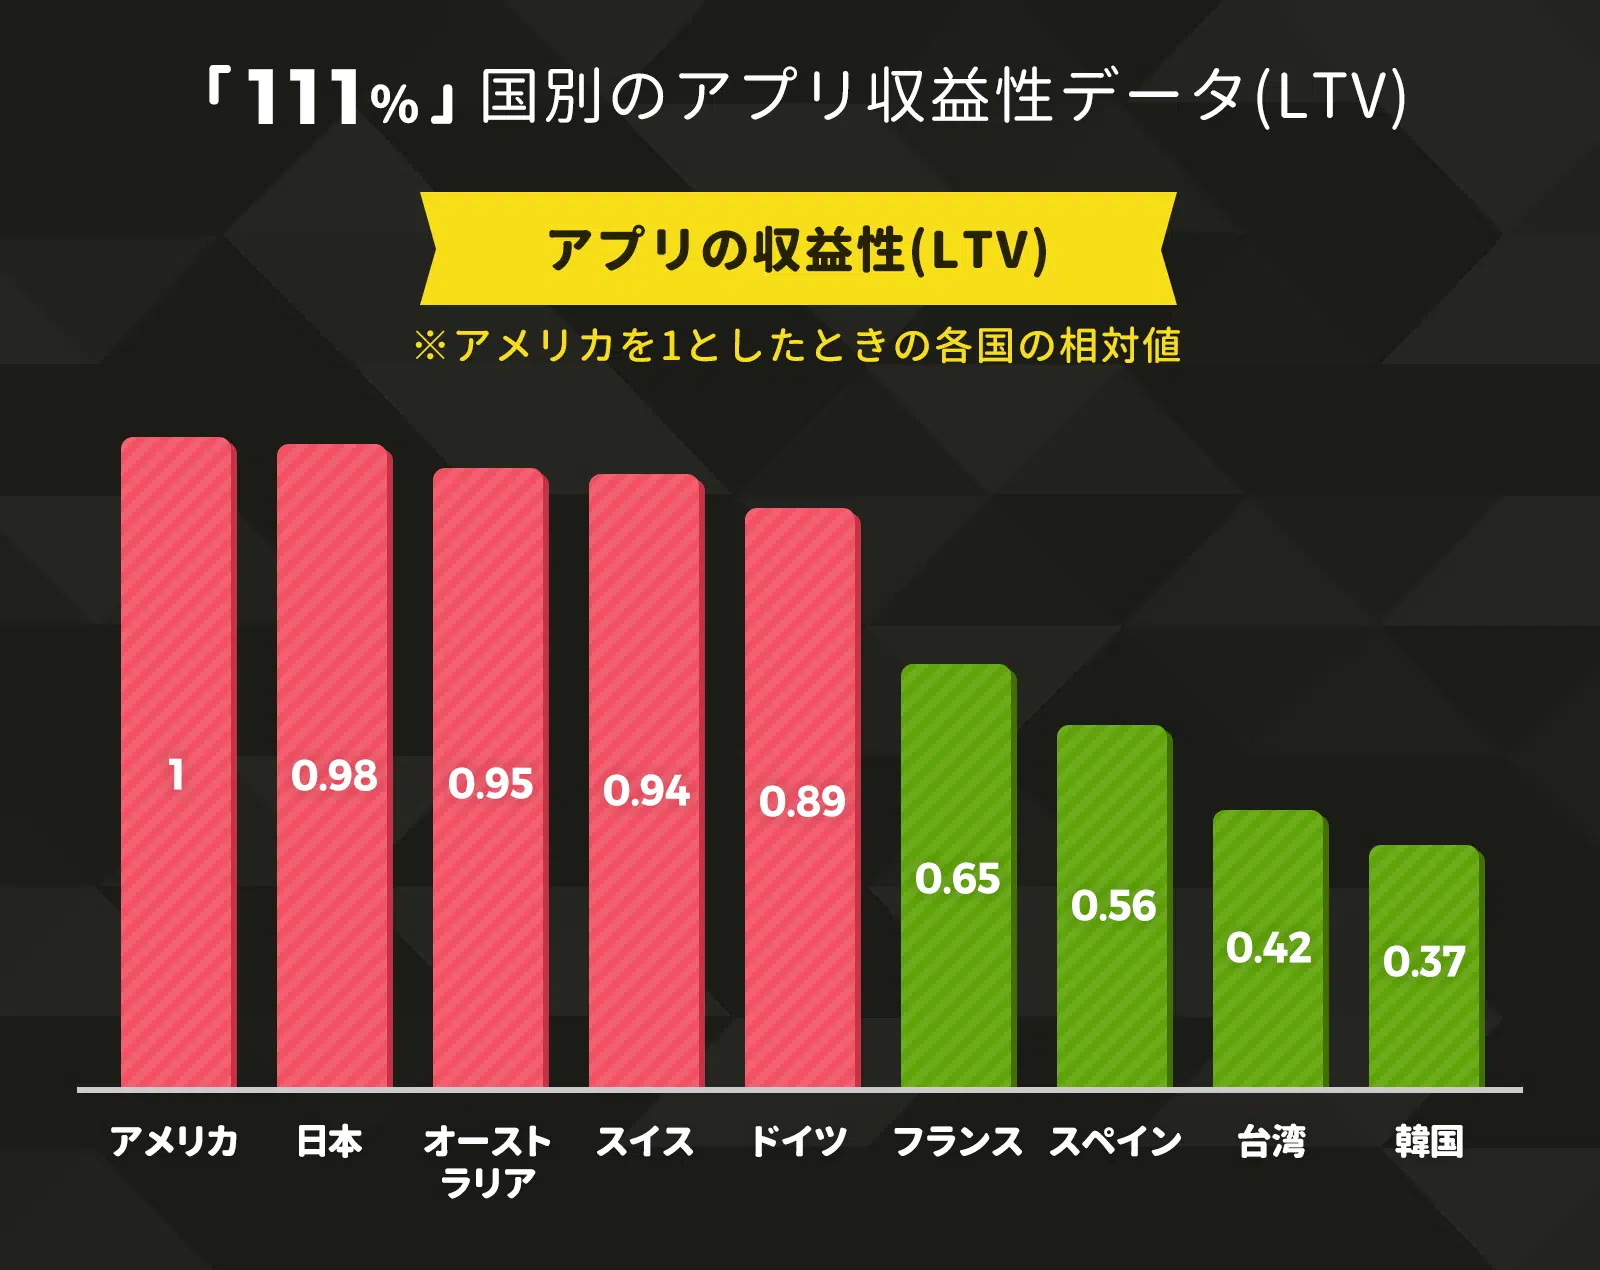 「111%」国別のアプリ収益性データ(LTV)
アプリの収益性(LTV)
※アメリカを1としたときの各国の相対値
1
0.98
0.95
0.94
0.89
0.65
0.56
0.42
0.37
アメリカ
日本
オースト
ラリア
スイス
ドイツ
フランス
スペイン
台湾
韓国